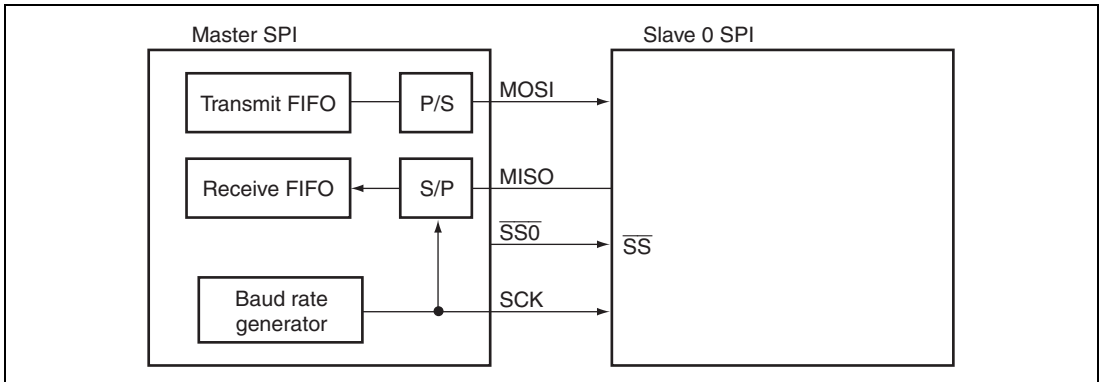 Master SPI
Slave 0 SPI
Transmit FIFO
P/S
MOSI
Receive FIFO
S/P
MISO
SS0
SS
Baud rate
generator
SCK